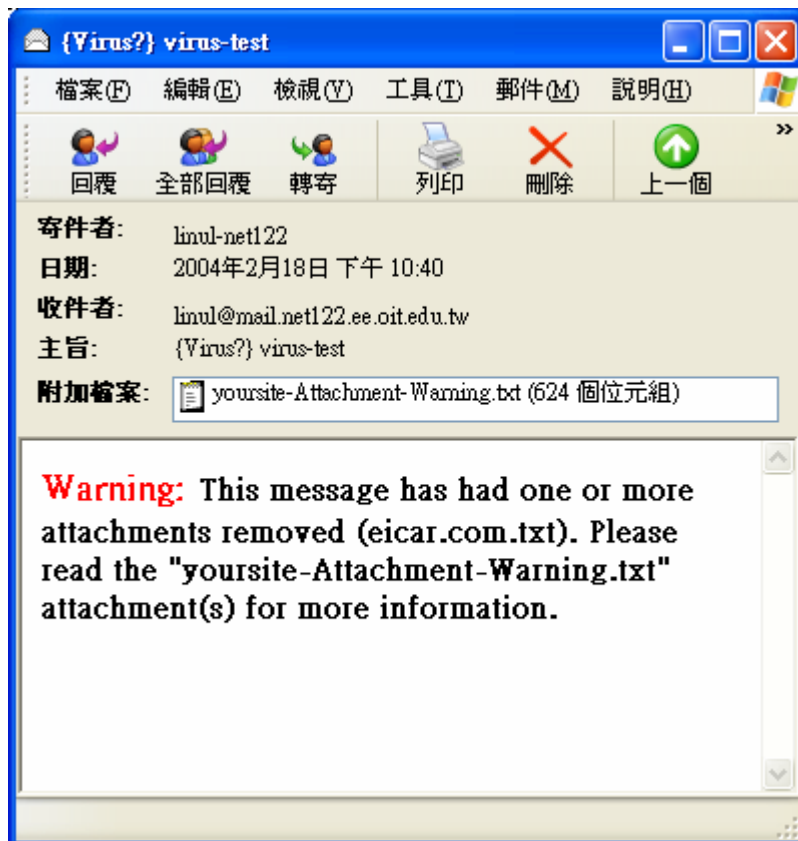 {Virus?} virus-test
檔案(F) 編輯(E) 檢視(V) 工具(T) 郵件(M) 說明(H)
回覆 全部回覆 轉寄 列印 刪除 上一個 »
寄件者: linul-net122
日期: 2004年2月18日 下午 10:40
收件者: linul@mail.net122.ee.oit.edu.tw
主旨: {Virus?} virus-test
附加檔案: yoursite-Attachment-Warning.txt (624 個位元組)
Warning: This message has had one or more
attachments removed (eicar.com.txt). Please
read the "yoursite-Attachment-Warning.txt"
attachment(s) for more information.